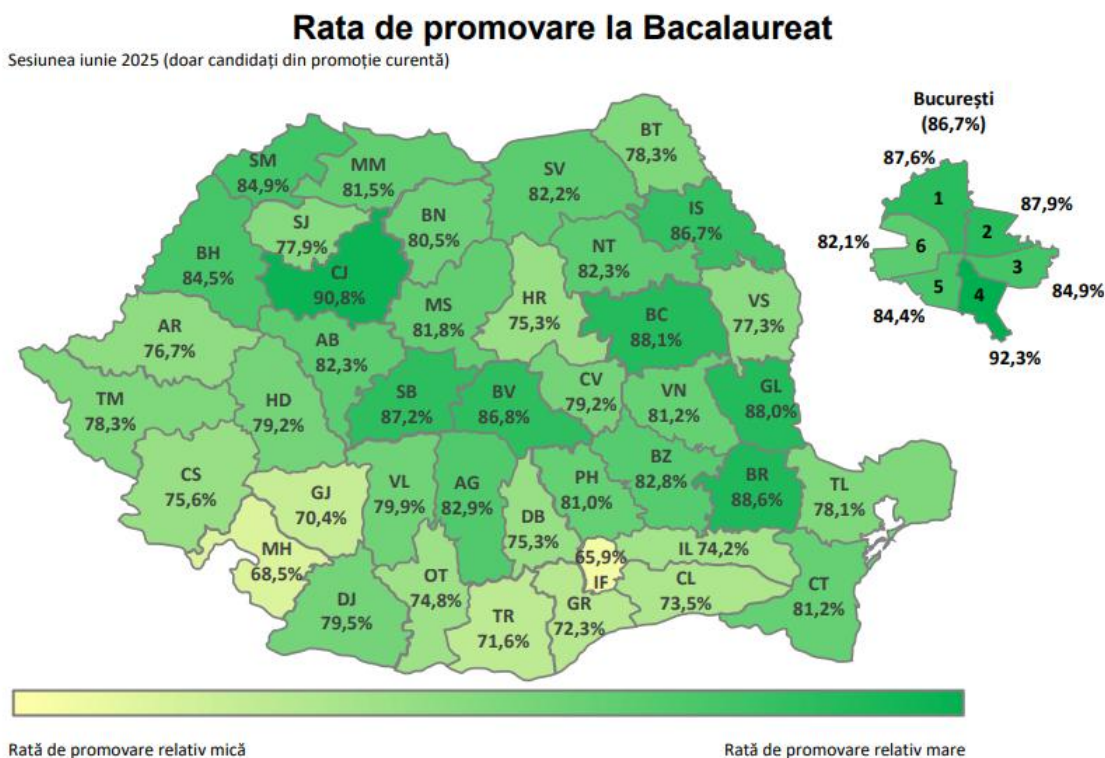 Rata de promovare la Bacalaureat
Sesiunea iunie 2025 (doar candidați din promoție curentă)
București
(86,7%)
87,6%
1
87,9%
2
82,1%
6
3
84,9%
5
4
84,4%
92,3%
BT
78,3%
SM
84,9%
MM
81,5%
SV
82,2%
SJ
77,9%
BN
80,5%
IS
86,7%
BH
84,5%
CJ
90,8%
NT
82,3%
MS
81,8%
HR
75,3%
BC
88,1%
VS
77,3%
AR
76,7%
AB
82,3%
TM
78,3%
HD
79,2%
SB
87,2%
BV
86,8%
CV
79,2%
VN
81,2%
GL
88,0%
CS
75,6%
GJ
70,4%
VL
79,9%
AG
82,9%
PH
81,0%
BZ
82,8%
BR
88,6%
TL
78,1%
DB
75,3%
MH
68,5%
65,9%
IF
IL 74,2%
OT
74,8%
CL
73,5%
CT
81,2%
DJ
79,5%
TR
71,6%
GR
72,3%
Rată de promovare relativ mică
Rată de promovare relativ mare